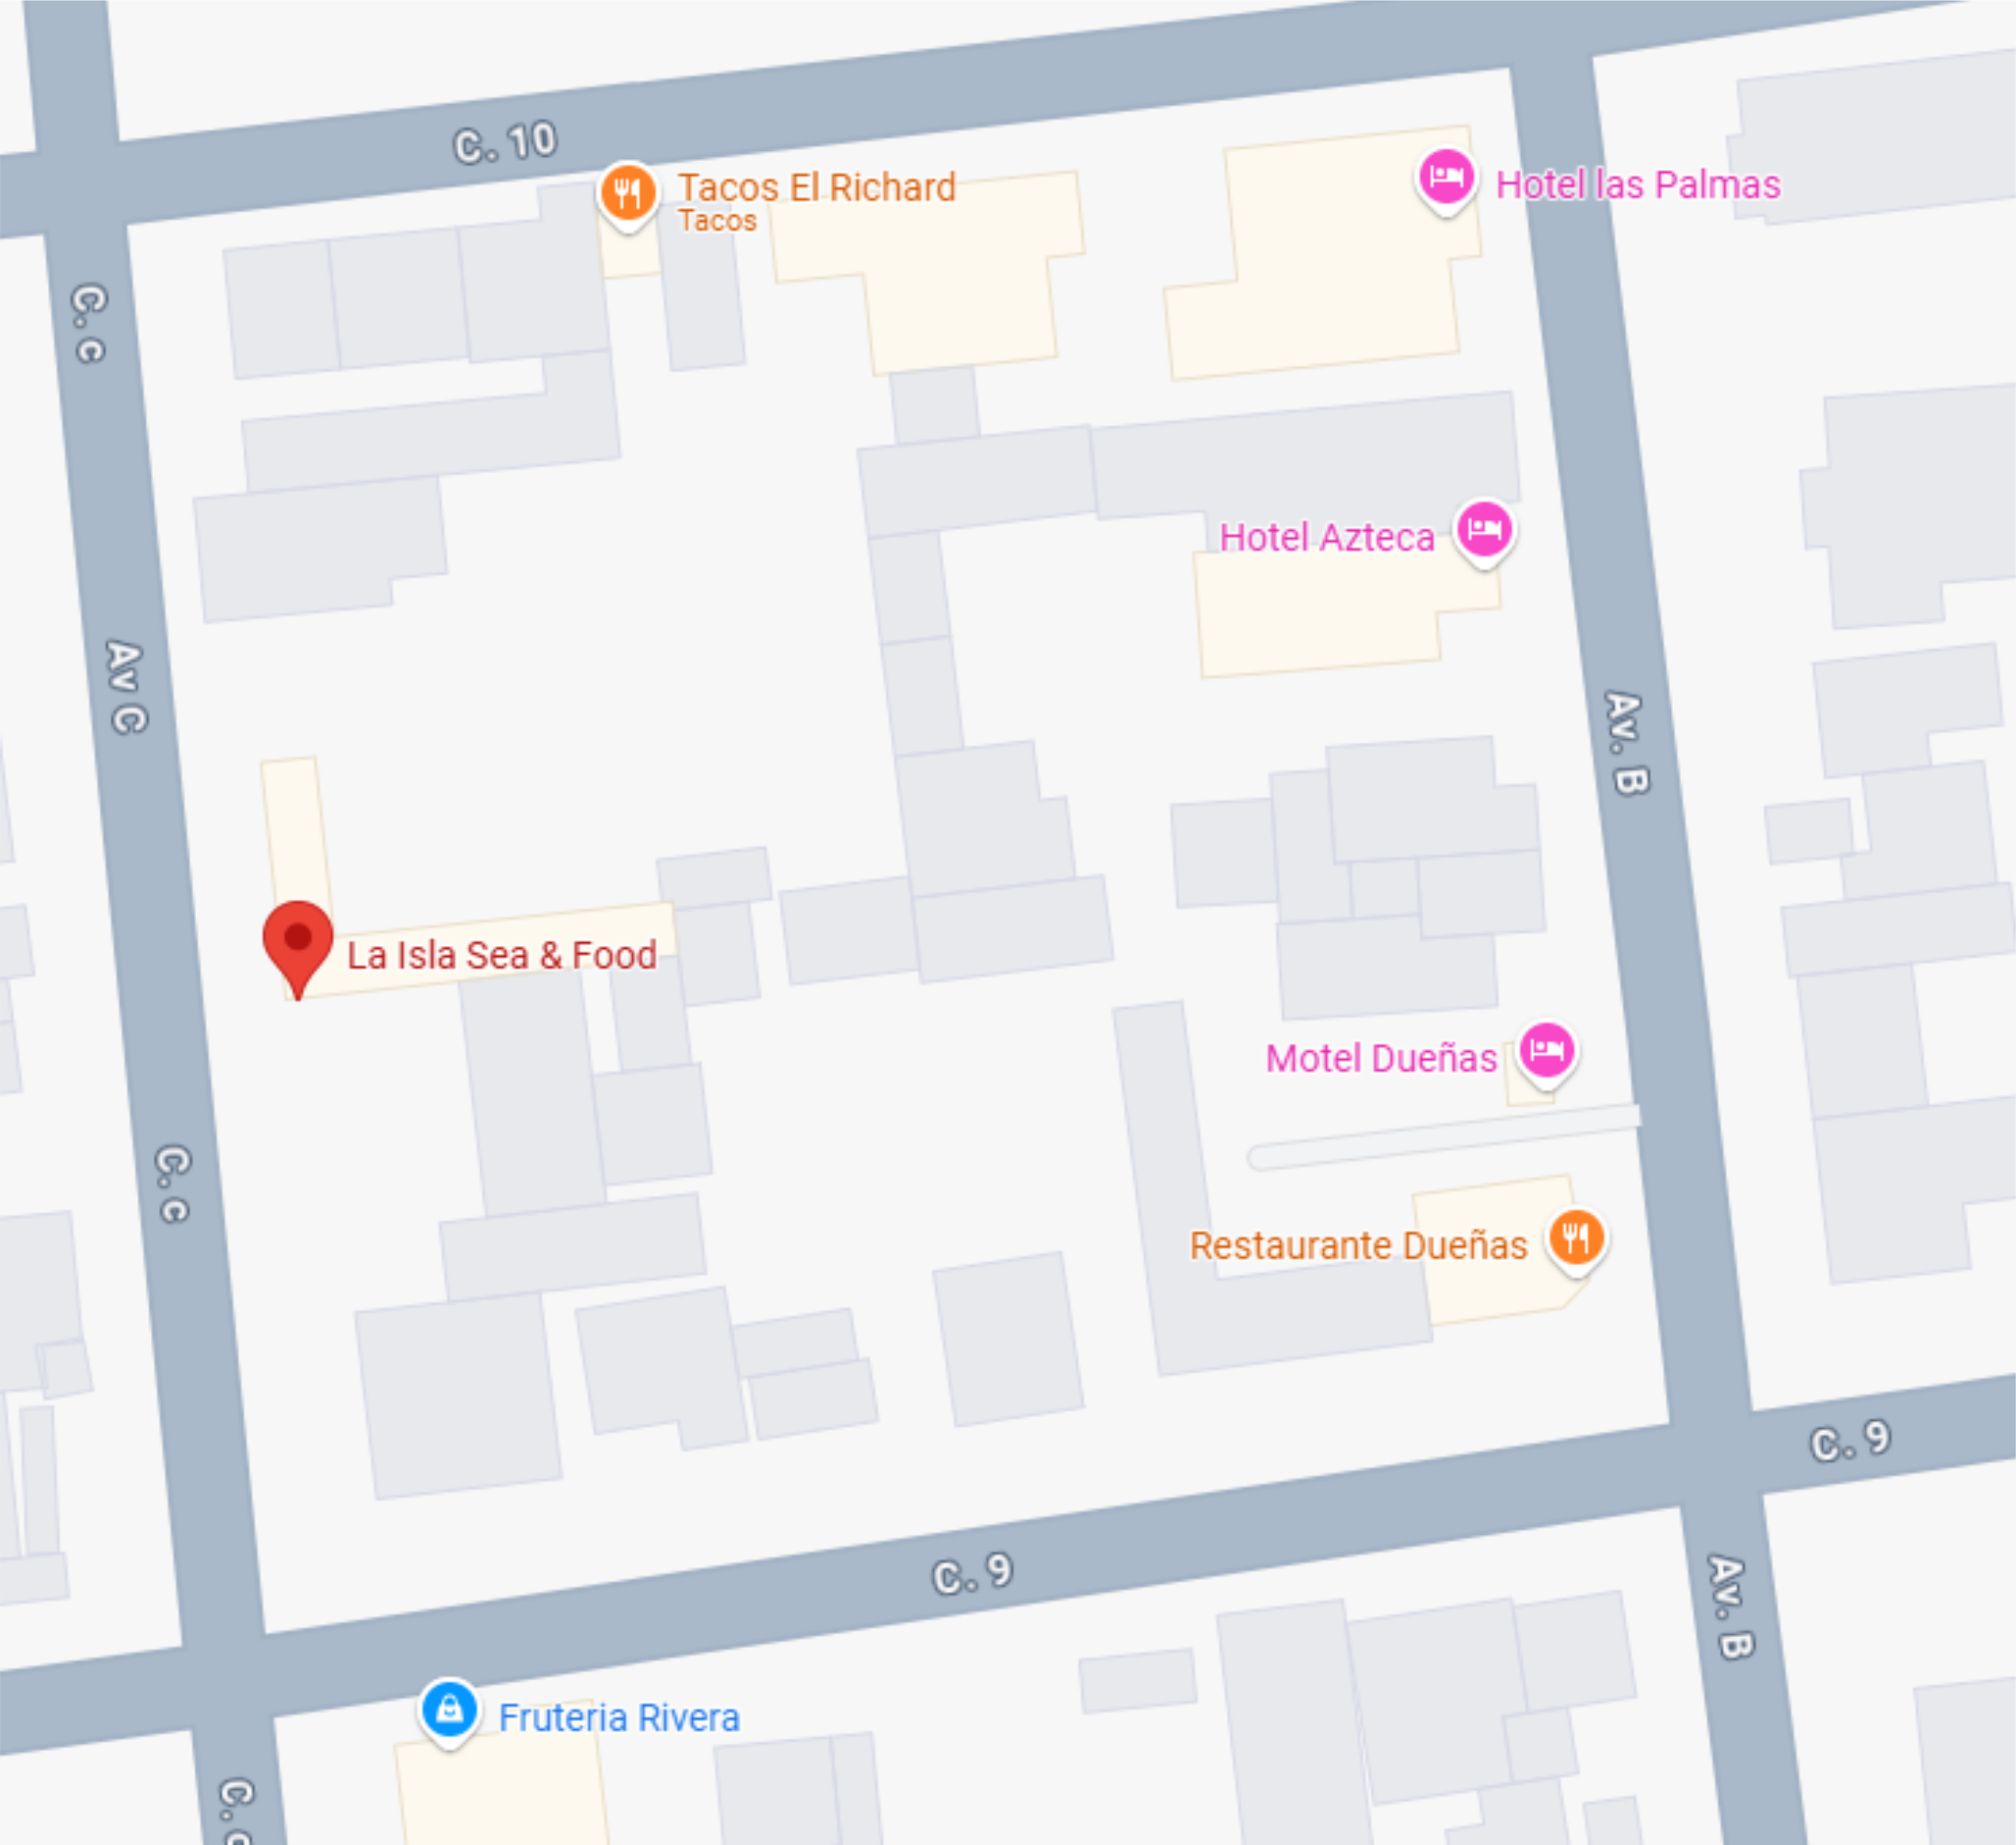 C. 10
Tacos El Richard
Tacos
Hotel las Palmas
C. c
Hotel Azteca
Av C
Av. B
La Isla Sea & Food
Motel Dueñas
C. c
Restaurante Dueñas
C. 9
C. 9
Av. B
Fruteria Rivera
C. c